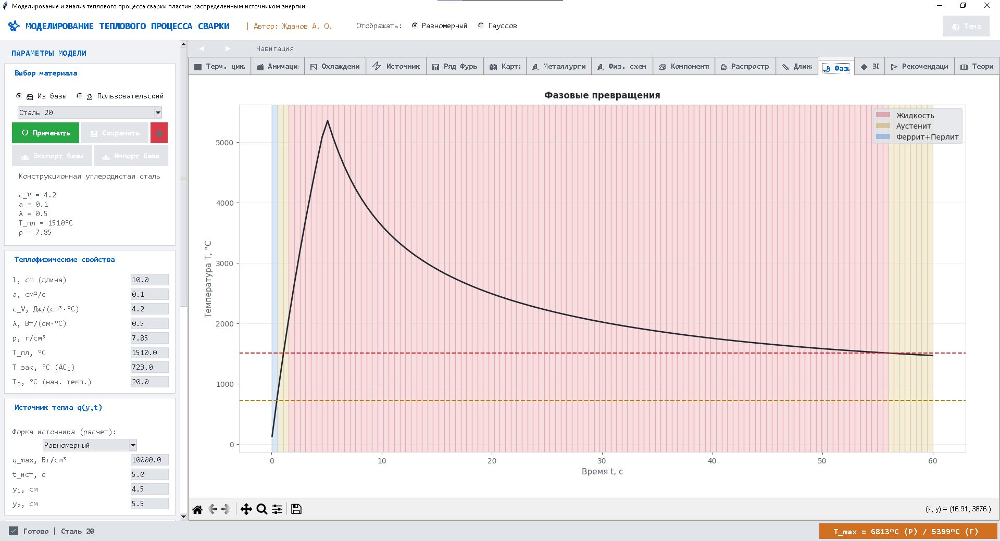 Моделирование и анализ теплового процесса сварки пластин распределенным источником энергии
МОДЕЛИРОВАНИЕ ТЕПЛОВОГО ПРОЦЕССА СВАРКИ | Автор: Жданов А. О. Отображать: Равномерный Гауссов Тема
ПАРАМЕТРЫ МОДЕЛИ
Выбор материала
Из базы Пользовательский
Сталь 20
Применить Сохранить
Экспорт базы Импорт базы
Конструкционная углеродистая сталь
c_V = 4.2
a = 0.1
λ = 0.5
T_пл = 1510°C
ρ = 7.85
Теплофизические свойства
l, см (длина) 10.0
a, см²/с 0.1
c_V, Дж/(см³·°C) 4.2
λ, Вт/(см·°C) 0.5
ρ, г/см³ 7.85
T_пл, °C 1510.0
T_зак, °C (AC₁) 723.0
T₀, °C (нач. темп.) 20.0
Источник тепла q(y,t)
Форма источника (расчет):
Равномерный
q_max, Вт/см³ 10000.0
t_ист, с 5.0
y₁, см 4.5
y₂, см 5.5
Навигация
Терм. цик. Анимаци Охлаждени Источник Ряд Фурь Карта Металлурги Физ. схем Компонент Распростр Длина Фазы 3D Рекомендаци Теори
Фазовые превращения
Жидкость
Аустенит
Феррит+Перлит
Температура T, °C
5000
4000
3000
2000
1000
0
0 10 20 30 40 50 60
Время t, с
(x, y) = (16.91, 3876.)
Готово | Сталь 20
T_max = 6813°C (Р) / 5399°C (Г)